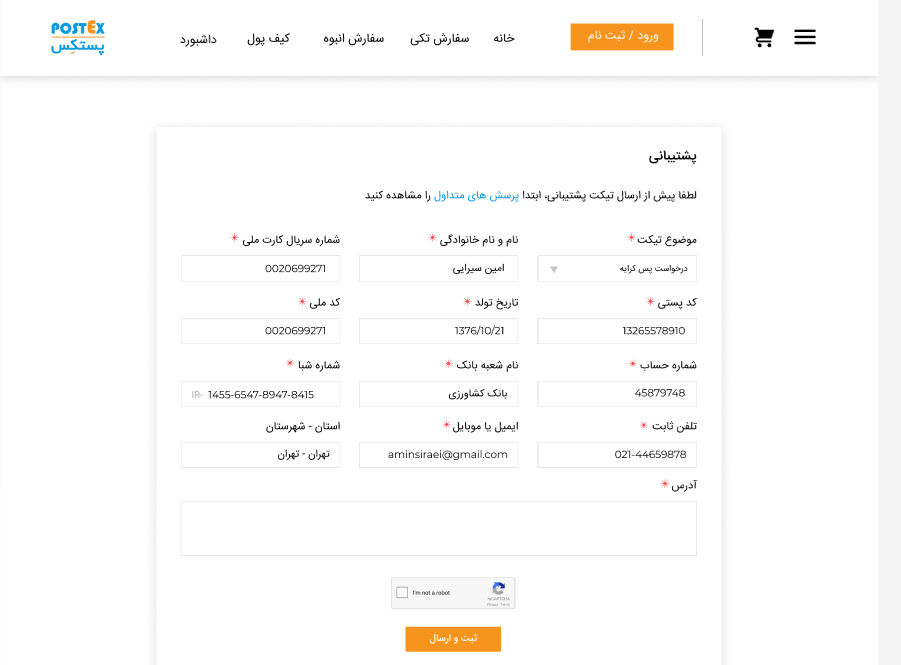 POSTEX
پستکس
ورود / ثبت نام
خانه
سفارش تکی
سفارش انبوه
کیف پول
داشبورد
پشتیبانی
لطفا پیش از ارسال تیکت پشتیبانی، ابتدا پرسش های متداول را مشاهده کنید
موضوع تیکت *
نام و نام خانوادگی *
شماره سریال کارت ملی *
درخواست پس کرایه
امین سیرایی
0020699271
کد پستی *
تاریخ تولد *
کد ملی *
13265578910
1376/10/21
0020699271
شماره حساب *
نام شعبه بانک *
شماره شبا *
45879748
بانک کشاورزی
IR- 1455-6547-8947-8415
تلفن ثابت *
ایمیل یا موبایل *
استان - شهرستان
021-44659878
aminsiraei@gmail.com
تهران - تهران
آدرس *
I'm not a robot
reCAPTCHA
Privacy - Terms
ثبت و ارسال